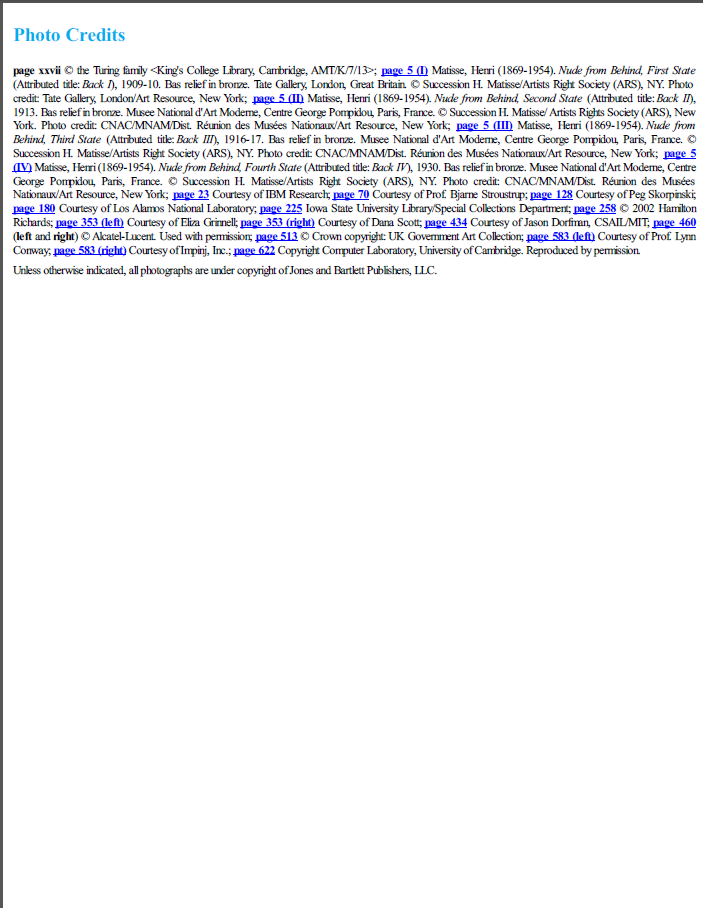 Photo Credits
page xxvii © the Turing family <King's College Library, Cambridge, AMT/K/7/13>; page 5 (I) Matisse, Henri (1869-1954). Nude from Behind, First State
(Attributed title: Back I), 1909-10. Bas relief in bronze. Tate Gallery, London, Great Britain. © Succession H. Matisse/Artists Right Society (ARS), NY. Photo
credit: Tate Gallery, London/Art Resource, New York; page 5 (II) Matisse, Henri (1869-1954). Nude from Behind, Second State (Attributed title: Back II),
1913. Bas relief in bronze. Musee National d'Art Moderne, Centre George Pompidou, Paris, France. © Succession H. Matisse/ Artists Rights Society (ARS), New
York. Photo credit: CNAC/MNAM/Dist. Réunion des Musées Nationaux/Art Resource, New York; page 5 (III) Matisse, Henri (1869-1954). Nude from
Behind, Third State (Attributed title: Back III), 1916-17. Bas relief in bronze. Musee National d'Art Moderne, Centre George Pompidou, Paris, France. ©
Succession H. Matisse/Artists Right Society (ARS), NY. Photo credit: CNAC/MNAM/Dist. Réunion des Musées Nationaux/Art Resource, New York; page 5
(IV) Matisse, Henri (1869-1954). Nude from Behind, Fourth State (Attributed title: Back IV), 1930. Bas relief in bronze. Musee National d'Art Moderne, Centre
George Pompidou, Paris, France. © Succession H. Matisse/Artists Right Society (ARS), NY. Photo credit: CNAC/MNAM/Dist. Réunion des Musées
Nationaux/Art Resource, New York; page 23 Courtesy of IBM Research; page 70 Courtesy of Prof. Bjarne Stroustrup; page 128 Courtesy of Peg Skorpinski;
page 180 Courtesy of Los Alamos National Laboratory; page 225 Iowa State University Library/Special Collections Department; page 258 © 2002 Hamilton
Richards; page 353 (left) Courtesy of Eliza Grinnell; page 353 (right) Courtesy of Dana Scott; page 434 Courtesy of Jason Dorfman, CSAIL/MIT; page 460
(left and right) © Alcatel-Lucent. Used with permission; page 513 © Crown copyright: UK Government Art Collection; page 583 (left) Courtesy of Prof. Lynn
Conway; page 583 (right) Courtesy of Impinj, Inc.; page 622 Copyright Computer Laboratory, University of Cambridge. Reproduced by permission.
Unless otherwise indicated, all photographs are under copyright of Jones and Bartlett Publishers, LLC.